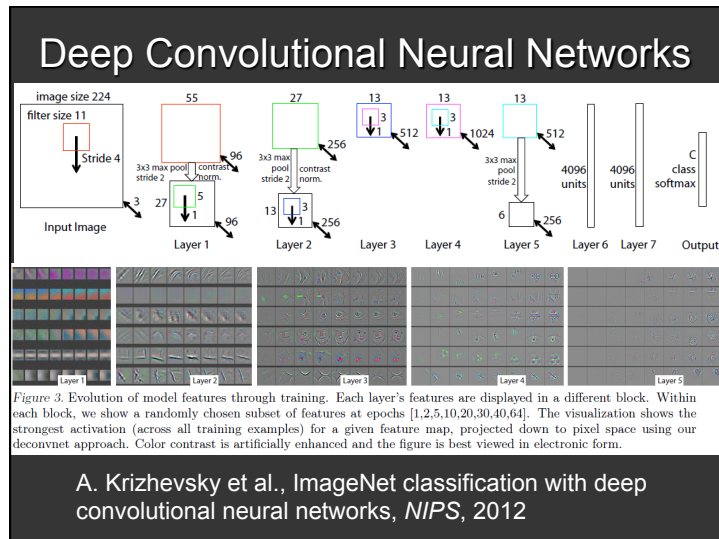 Deep Convolutional Neural Networks
image size 224
filter size 11
Stride 4
3
Input Image
55
96
3x3 max
pool
stride 2
contrast
norm.
27
5
1
96
Layer 1
27
256
3x3 max
pool
stride 2
contrast
norm.
13
3
1
256
Layer 2
13
3
1
512
Layer 3
13
3
1
1024
Layer 4
13
512
3x3 max
pool
stride 2
6
256
Layer 5
4096
units
Layer 6
4096
units
Layer 7
C
class
softmax
Output
Layer 1
Layer 2
Layer 3
Layer 4
Layer 5
Figure 3. Evolution of model features through training. Each layer's features are displayed in a different block. Within
each block, we show a randomly chosen subset of features at epochs [1,2,5,10,20,30,40,64]. The visualization shows the
strongest activation (across all training examples) for a given feature map, projected down to pixel space using our
deconvnet approach. Color contrast is artificially enhanced and the figure is best viewed in electronic form.
A. Krizhevsky et al., ImageNet classification with deep
convolutional neural networks, NIPS, 2012